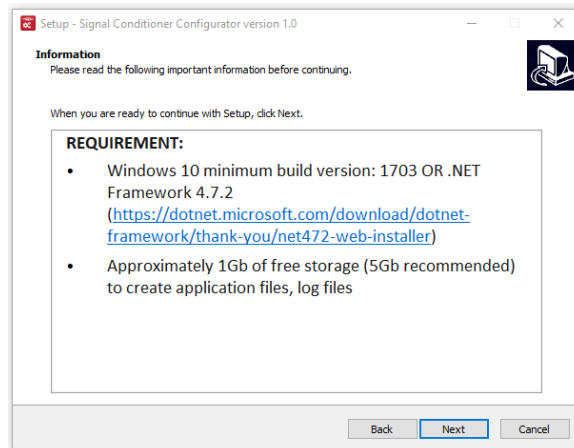 Setup - Signal Conditioner Configurator version 1.0
Information
Please read the following important information before continuing.
When you are ready to continue with Setup, click Next.
REQUIREMENT:
• Windows 10 minimum build version: 1703 OR .NET
Framework 4.7.2
(https://dotnet.microsoft.com/download/dotnet-
framework/thank-you/net472-web-installer)
• Approximately 1Gb of free storage (5Gb recommended)
to create application files, log files
Back Next Cancel